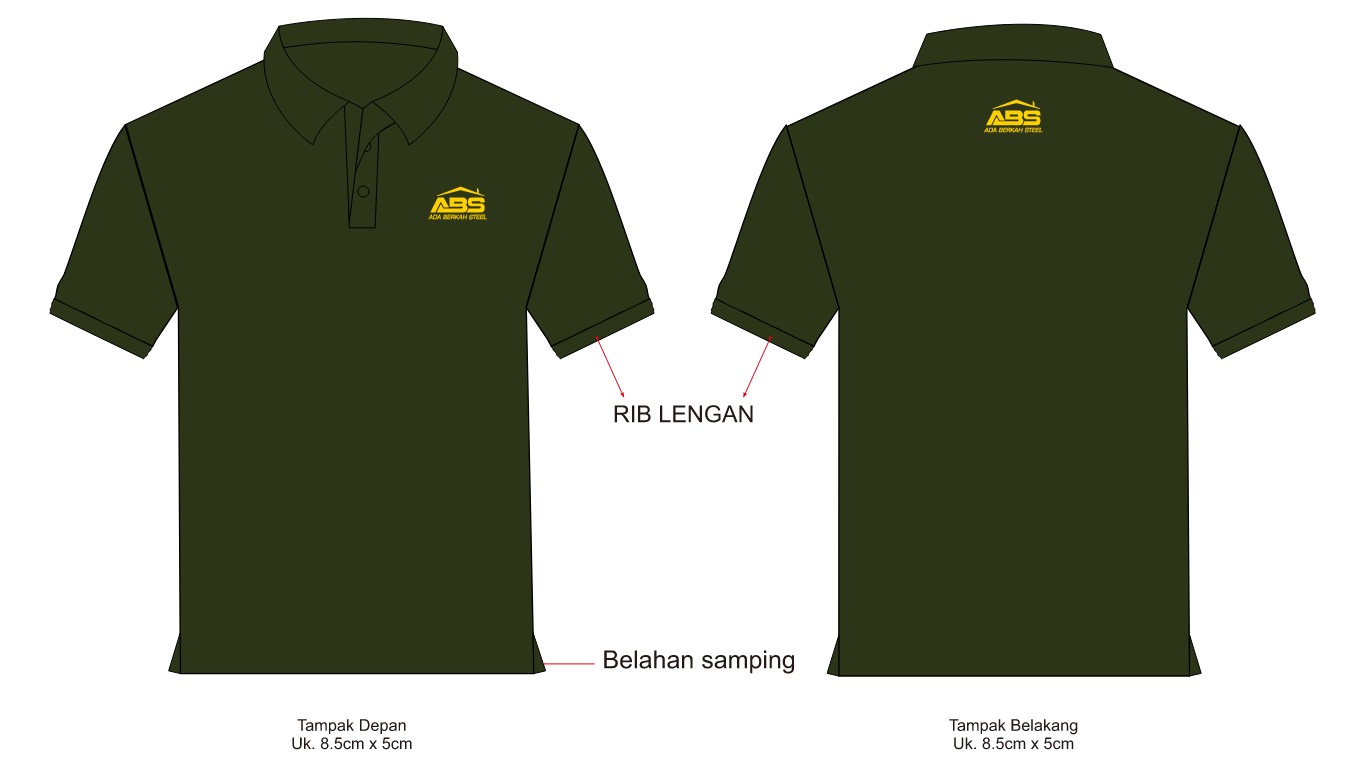 ABS
ADA BERKAH STEEL
ABS
ADA BERKAH STEEL
RIB LENGAN
Belahan samping
Tampak Depan
Uk. 8.5cm x 5cm
Tampak Belakang
Uk. 8.5cm x 5cm